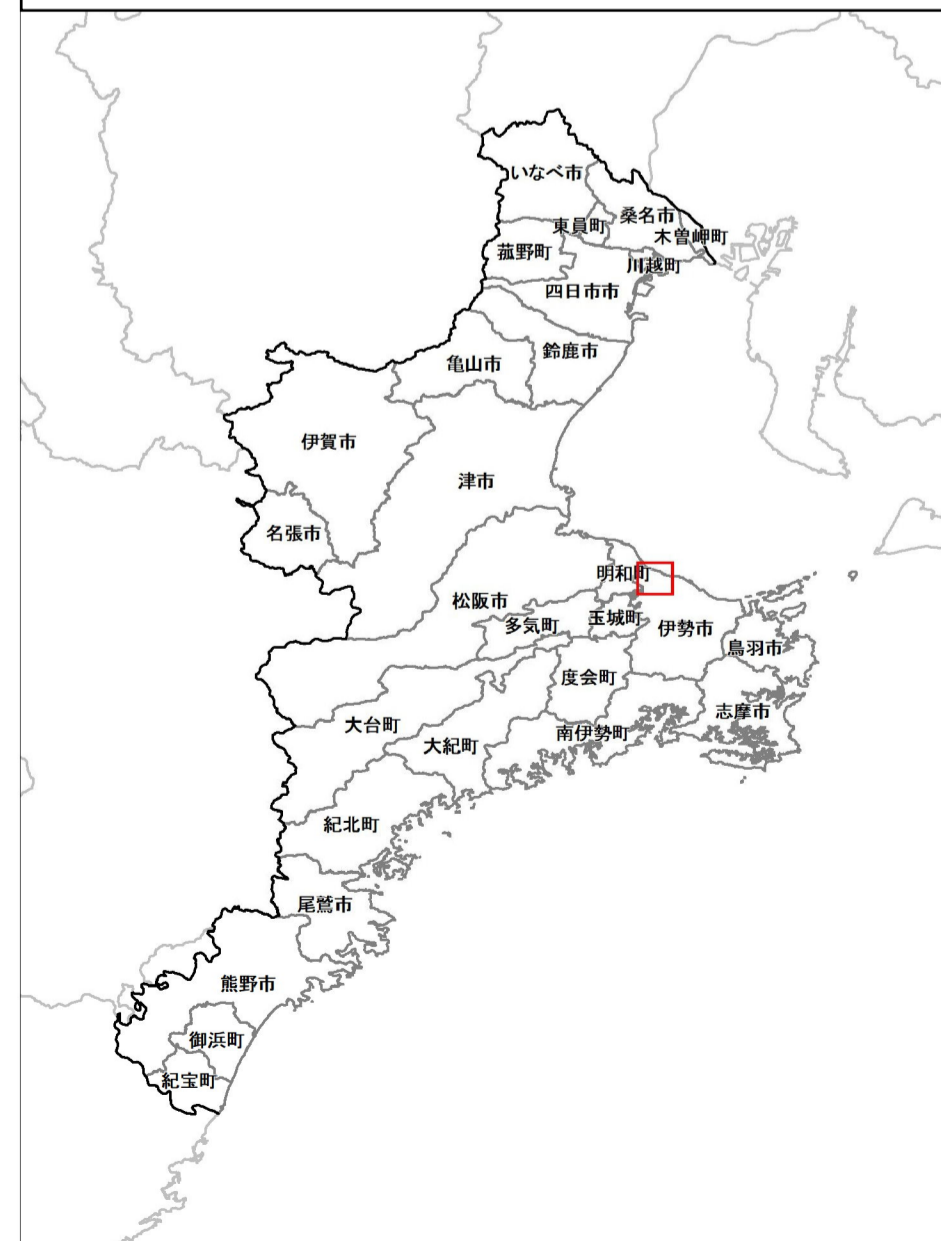 いなべ市
桑名市
東員町
木曽岬町
菰野町
川越町
四日市市
鈴鹿市
亀山市
伊賀市
津市
名張市
明和町
松阪市
玉城町
多気町
伊勢市
鳥羽市
度会町
志摩市
大台町
南伊勢町
大紀町
紀北町
尾鷲市
熊野市
御浜町
紀宝町